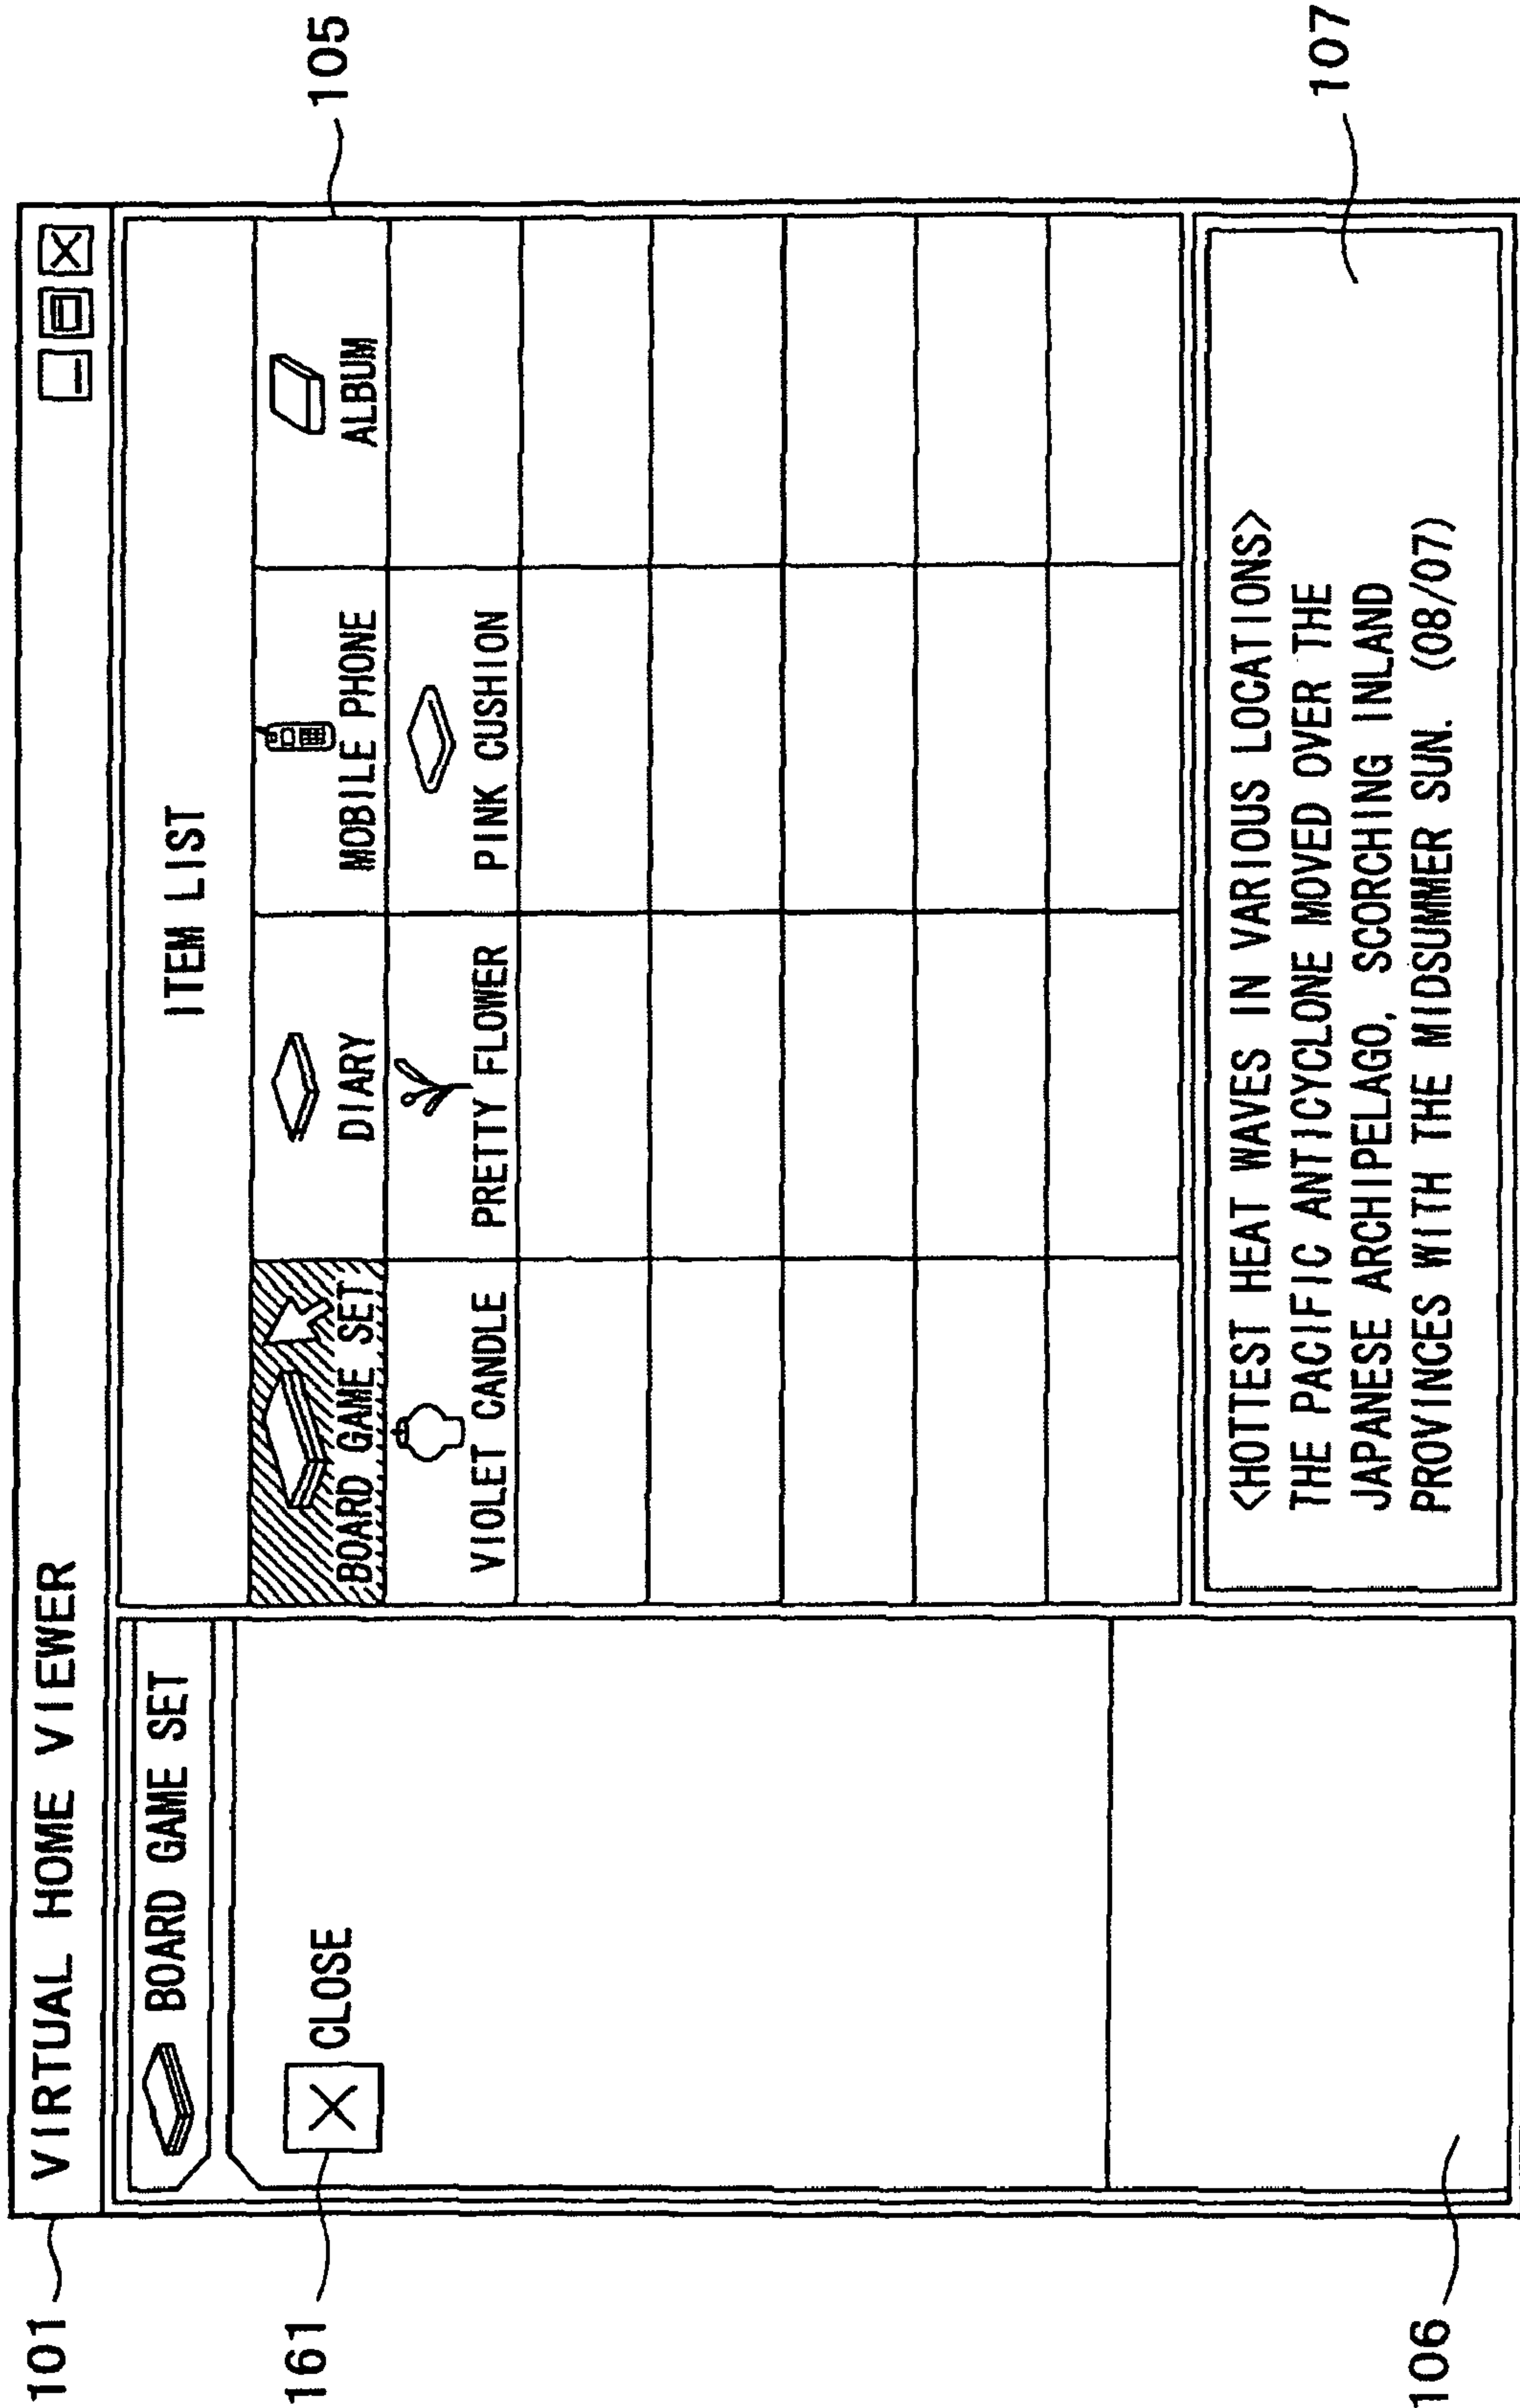 101
VIRTUAL HOME VIEWER
BOARD GAME SET
161
CLOSE
106
ITEM LIST
105
BOARD GAME SET
DIARY
MOBILE PHONE
ALBUM
VIOLET CANDLE
PRETTY FLOWER
PINK CUSHION
<HOTTEST HEAT WAVES IN VARIOUS LOCATIONS>
THE PACIFIC ANTICYCLONE MOVED OVER THE
JAPANESE ARCHIPELAGO, SCORCHING INLAND
PROVINCES WITH THE MIDSUMMER SUN. (08/07)
107